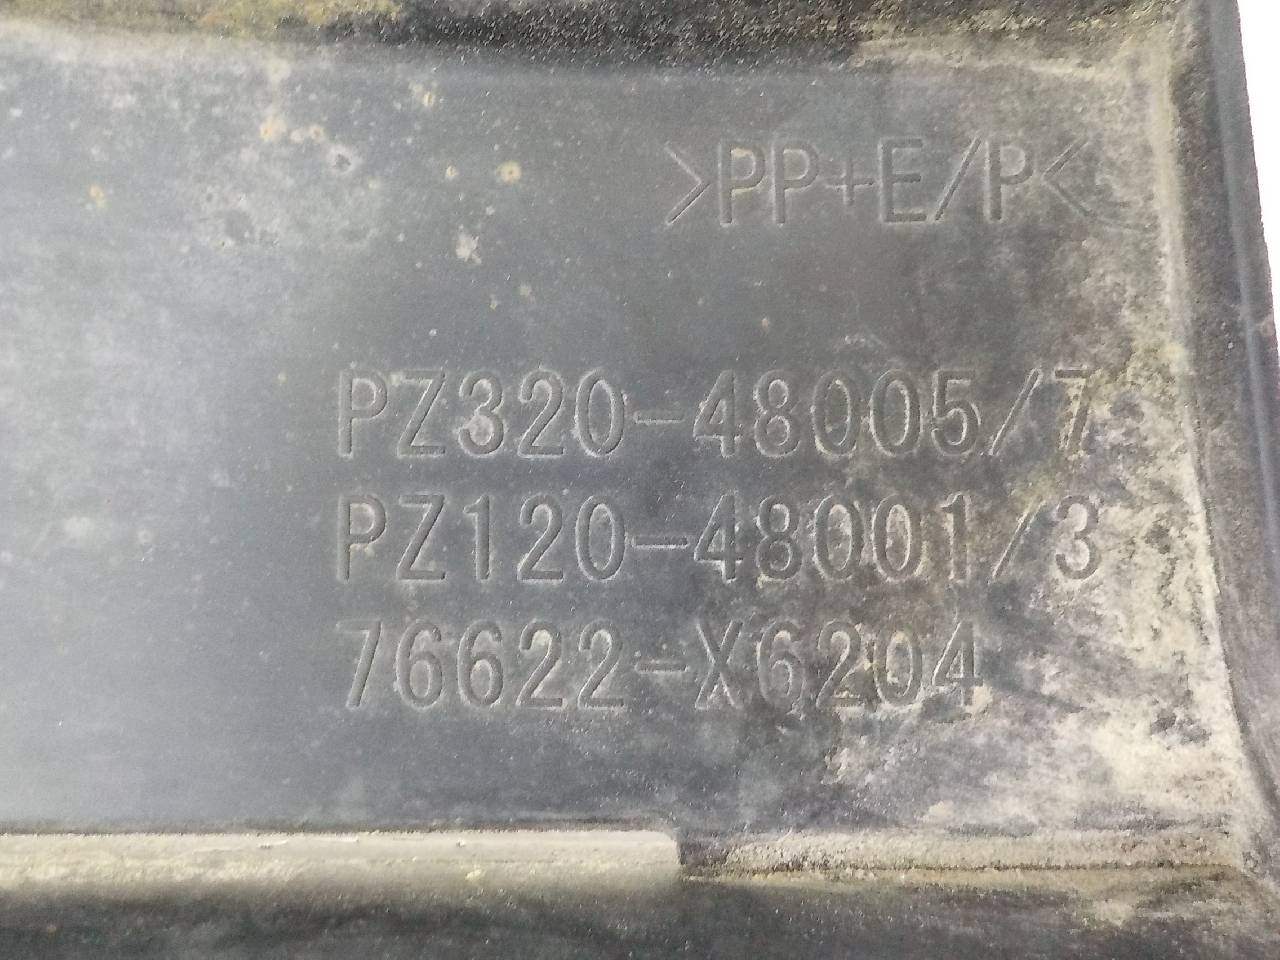 >PP+E/P<
PZ320-48005/7
PZ120-48001/3
76622-X6204